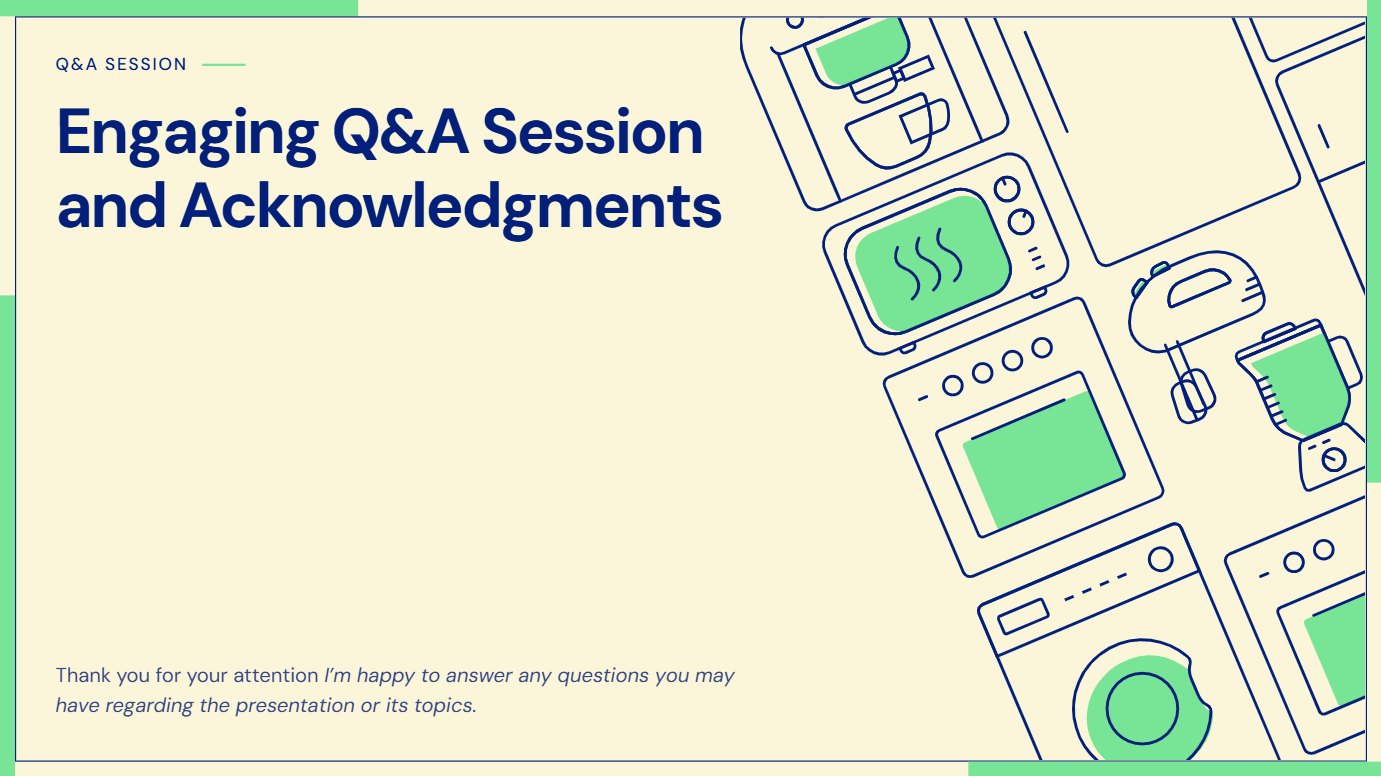 Q&A SESSION
Engaging Q&A Session
and Acknowledgments
Thank you for your attention I’m happy to answer any questions you may
have regarding the presentation or its topics.